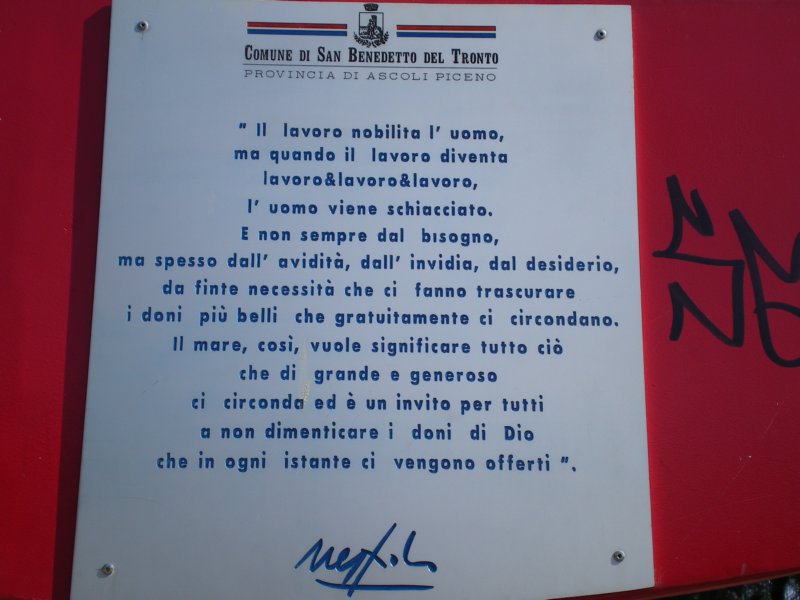 COMUNE DI SAN BENEDETTO DEL TRONTO
PROVINCIA DI ASCOLI PICENO
" Il lavoro nobilita l' uomo,
ma quando il lavoro diventa
lavoro&lavoro&lavoro,
l' uomo viene schiacciato.
E non sempre dal bisogno,
ma spesso dall' avidità, dall' invidia, dal desiderio,
da finte necessità che ci fanno trascurare
i doni più belli che gratuitamente ci circondano.
Il mare, così, vuole significare tutto ciò
che di grande e generoso
ci circonda ed è un invito per tutti
a non dimenticare i doni di Dio
che in ogni istante ci vengono offerti ".